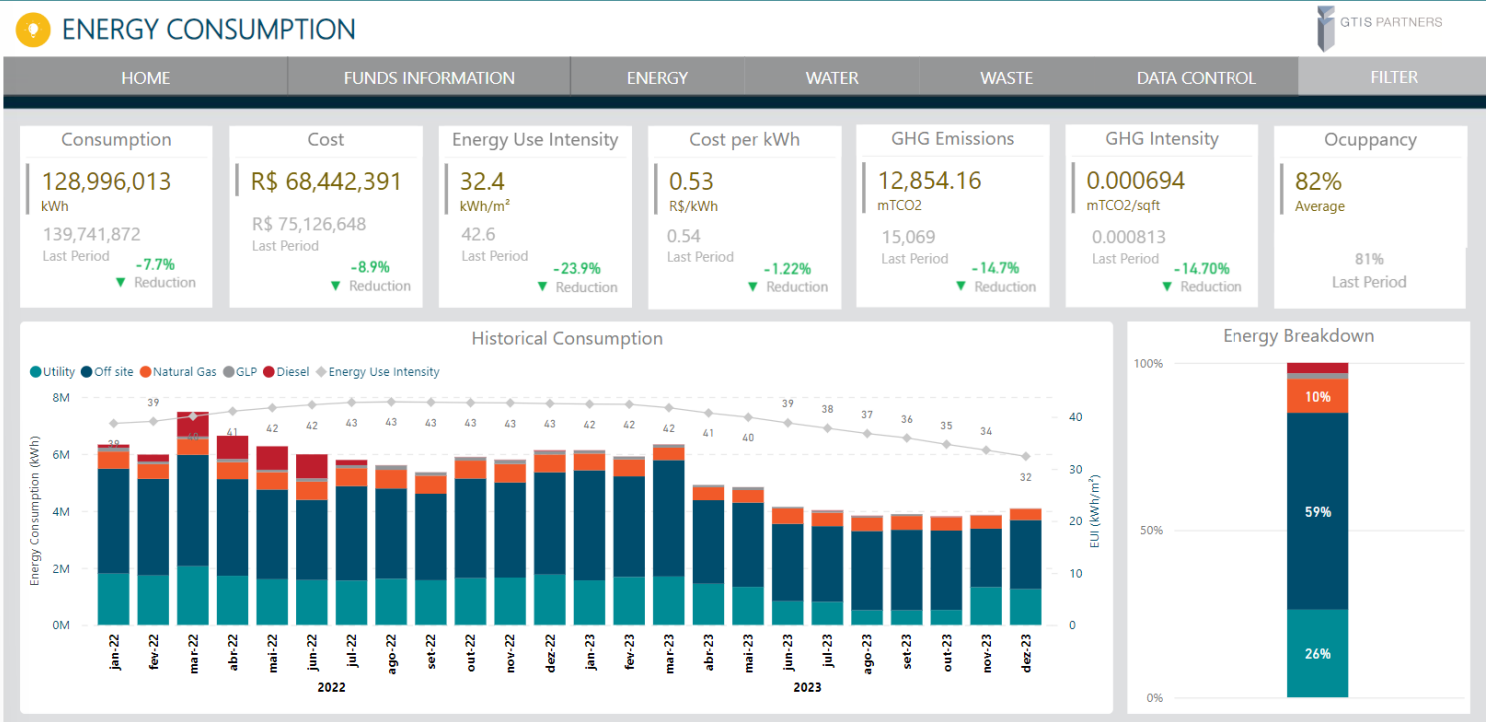 ENERGY CONSUMPTION
GTIS PARTNERS
HOME FUNDS INFORMATION ENERGY WATER WASTE DATA CONTROL FILTER
Consumption
128,996,013
kWh
139,741,872
Last Period
-7.7%
▼ Reduction
Cost
R$ 68,442,391
R$ 75,126,648
Last Period
-8.9%
▼ Reduction
Energy Use Intensity
32.4
kWh/m²
42.6
Last Period
-23.9%
▼ Reduction
Cost per kWh
0.53
R$/kWh
0.54
Last Period
-1.22%
▼ Reduction
GHG Emissions
12,854.16
mTCO2
15,069
Last Period
-14.7%
▼ Reduction
GHG Intensity
0.000694
mTCO2/sqft
0.000813
Last Period
-14.70%
▼ Reduction
Ocuppancy
82%
Average
81%
Last Period
Historical Consumption
Utility Off site Natural Gas GLP Diesel Energy Use Intensity
Energy Consumption (kWh)
8M
6M
4M
2M
0M
39 39 40 41 42 42 43 43 43 43 43 43 42 42 42 41 40 39 38 37 36 35 34 32
40
30
20
10
0
EUI (kWh/m²)
jan-22 fev-22 mar-22 abr-22 mai-22 jun-22 jul-22 ago-22 set-22 out-22 nov-22 dez-22 jan-23 fev-23 mar-23 abr-23 mai-23 jun-23 jul-23 ago-23 set-23 out-23 nov-23 dez-23
2022 2023
Energy Breakdown
100%
50%
0%
10%
59%
26%